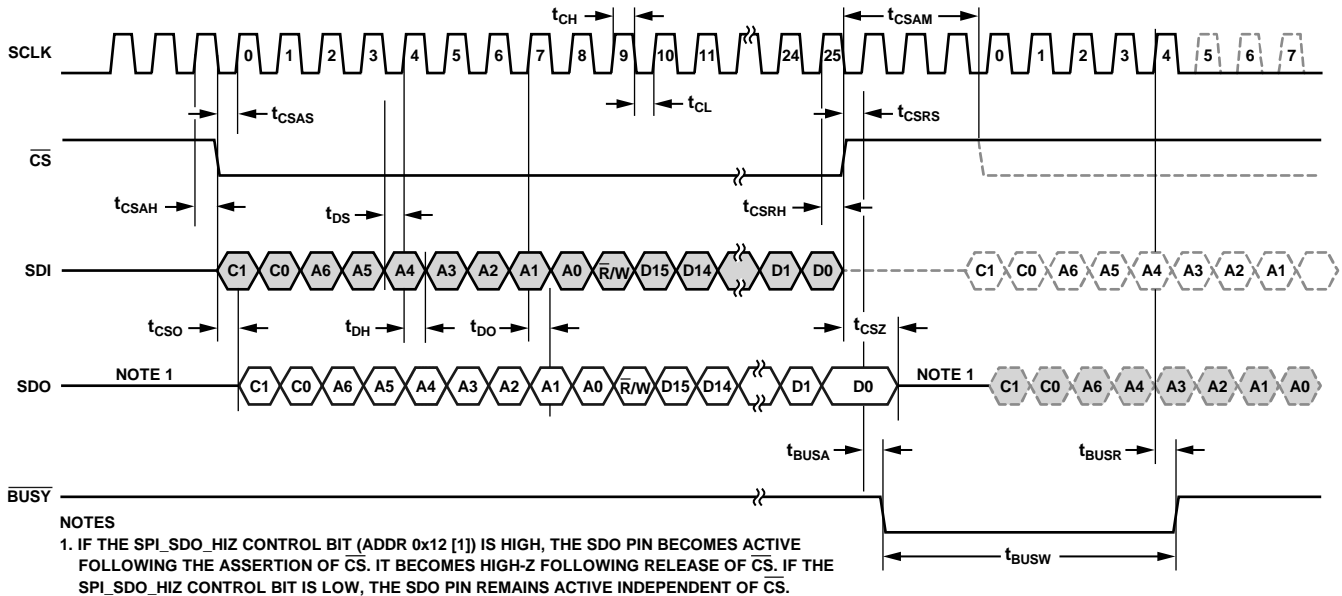 tCH
tCSAM
SCLK
0 1 2 3 4 5 6 7 8 9 10 11 24 25 0 1 2 3 4 5 6 7
tCSAS
tCL
tCSRS
CS
tCSAH
tDS
tCSRH
SDI
C1 C0 A6 A5 A4 A3 A2 A1 A0 R/W D15 D14 D1 D0 C1 C0 A6 A5 A4 A3 A2 A1
tCSO
tDH
tDO
tCSZ
SDO
NOTE 1
C1 C0 A6 A5 A4 A3 A2 A1 A0 R/W D15 D14 D1 D0
NOTE 1
C1 C0 A6 A4 A3 A2 A1 A0
tBUSA
tBUSR
BUSY
tBUSW
NOTES
1. IF THE SPI_SDO_HIZ CONTROL BIT (ADDR 0x12 [1]) IS HIGH, THE SDO PIN BECOMES ACTIVE
FOLLOWING THE ASSERTION OF CS. IT BECOMES HIGH-Z FOLLOWING RELEASE OF CS. IF THE
SPI_SDO_HIZ CONTROL BIT IS LOW, THE SDO PIN REMAINS ACTIVE INDEPENDENT OF CS.